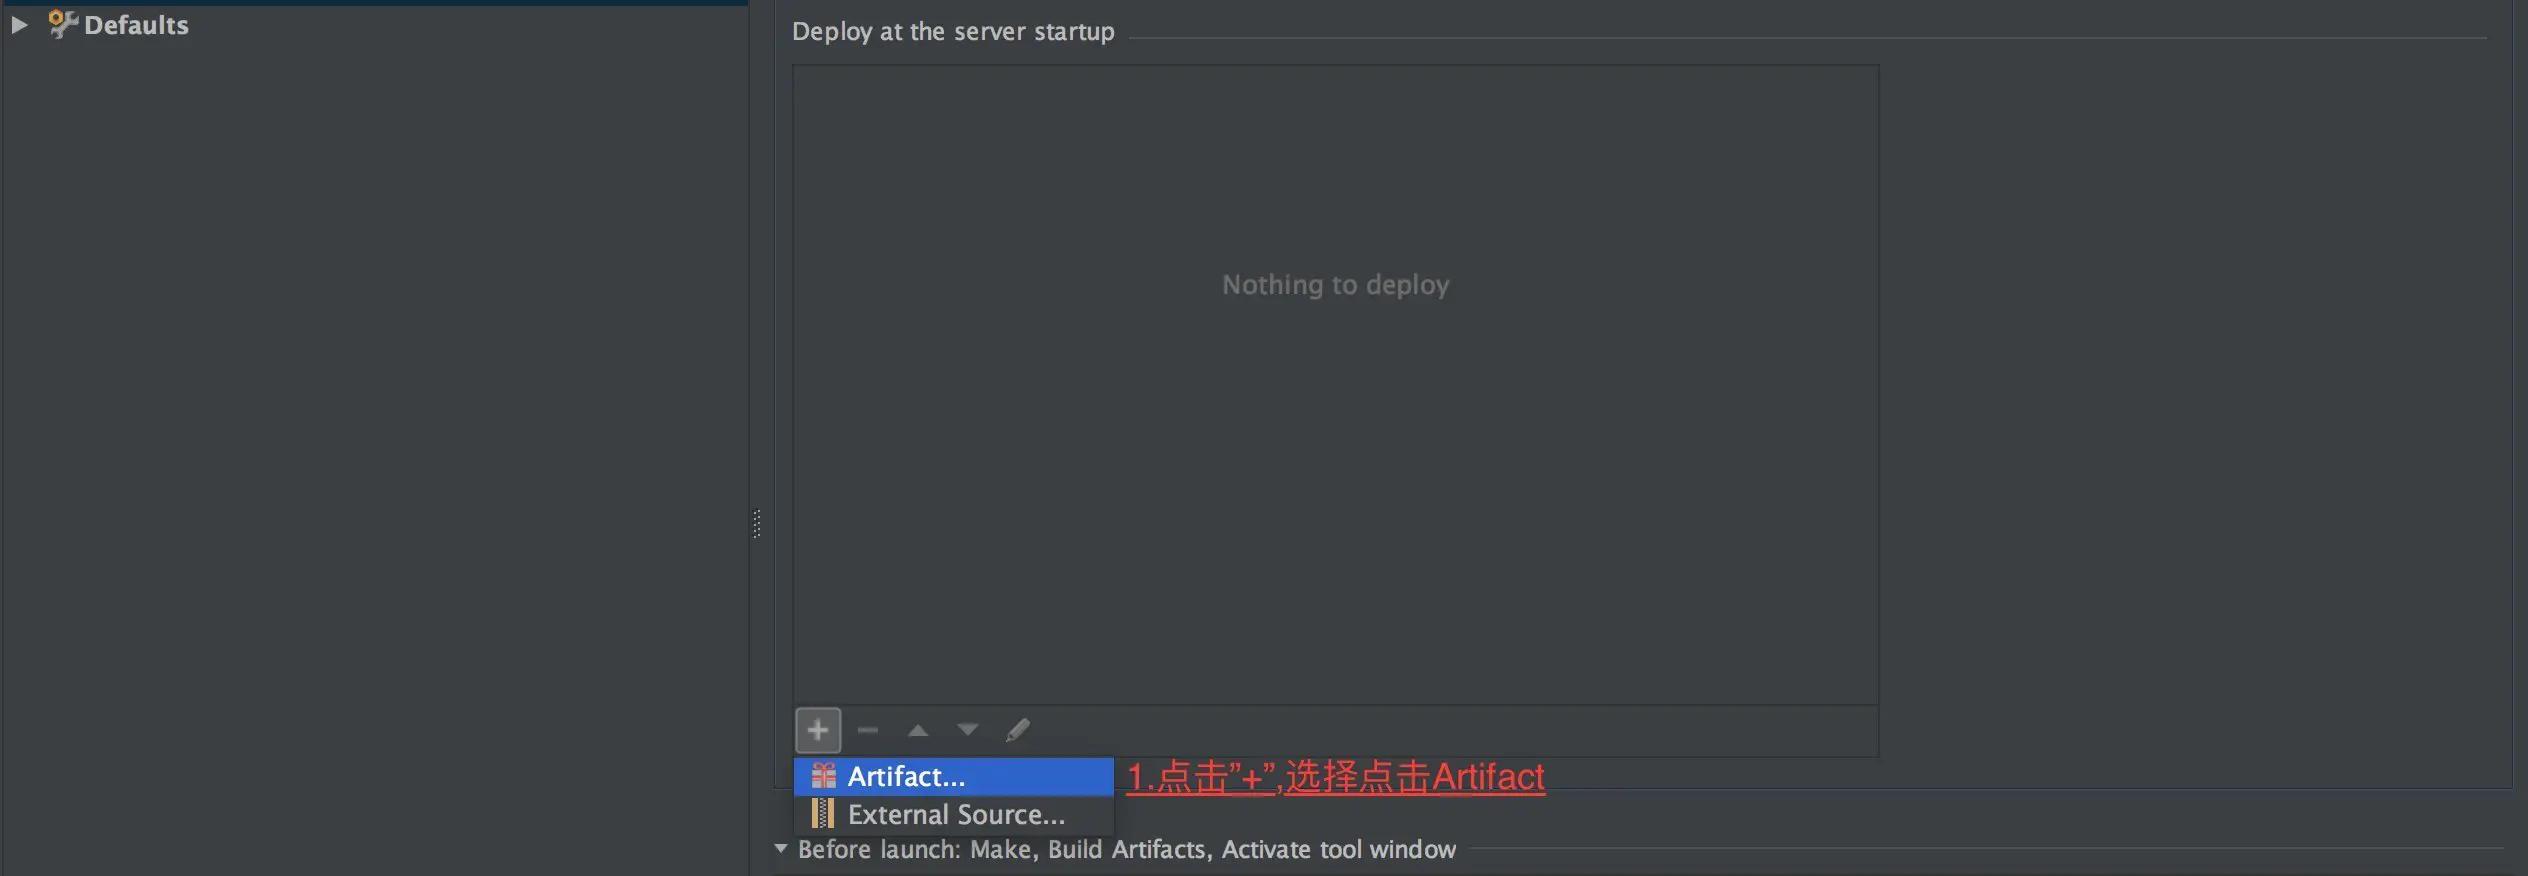 Defaults
Deploy at the server startup
Nothing to deploy
Artifact...
1.点击”+”,选择点击Artifact
External Source...
Before launch: Make, Build Artifacts, Activate tool window